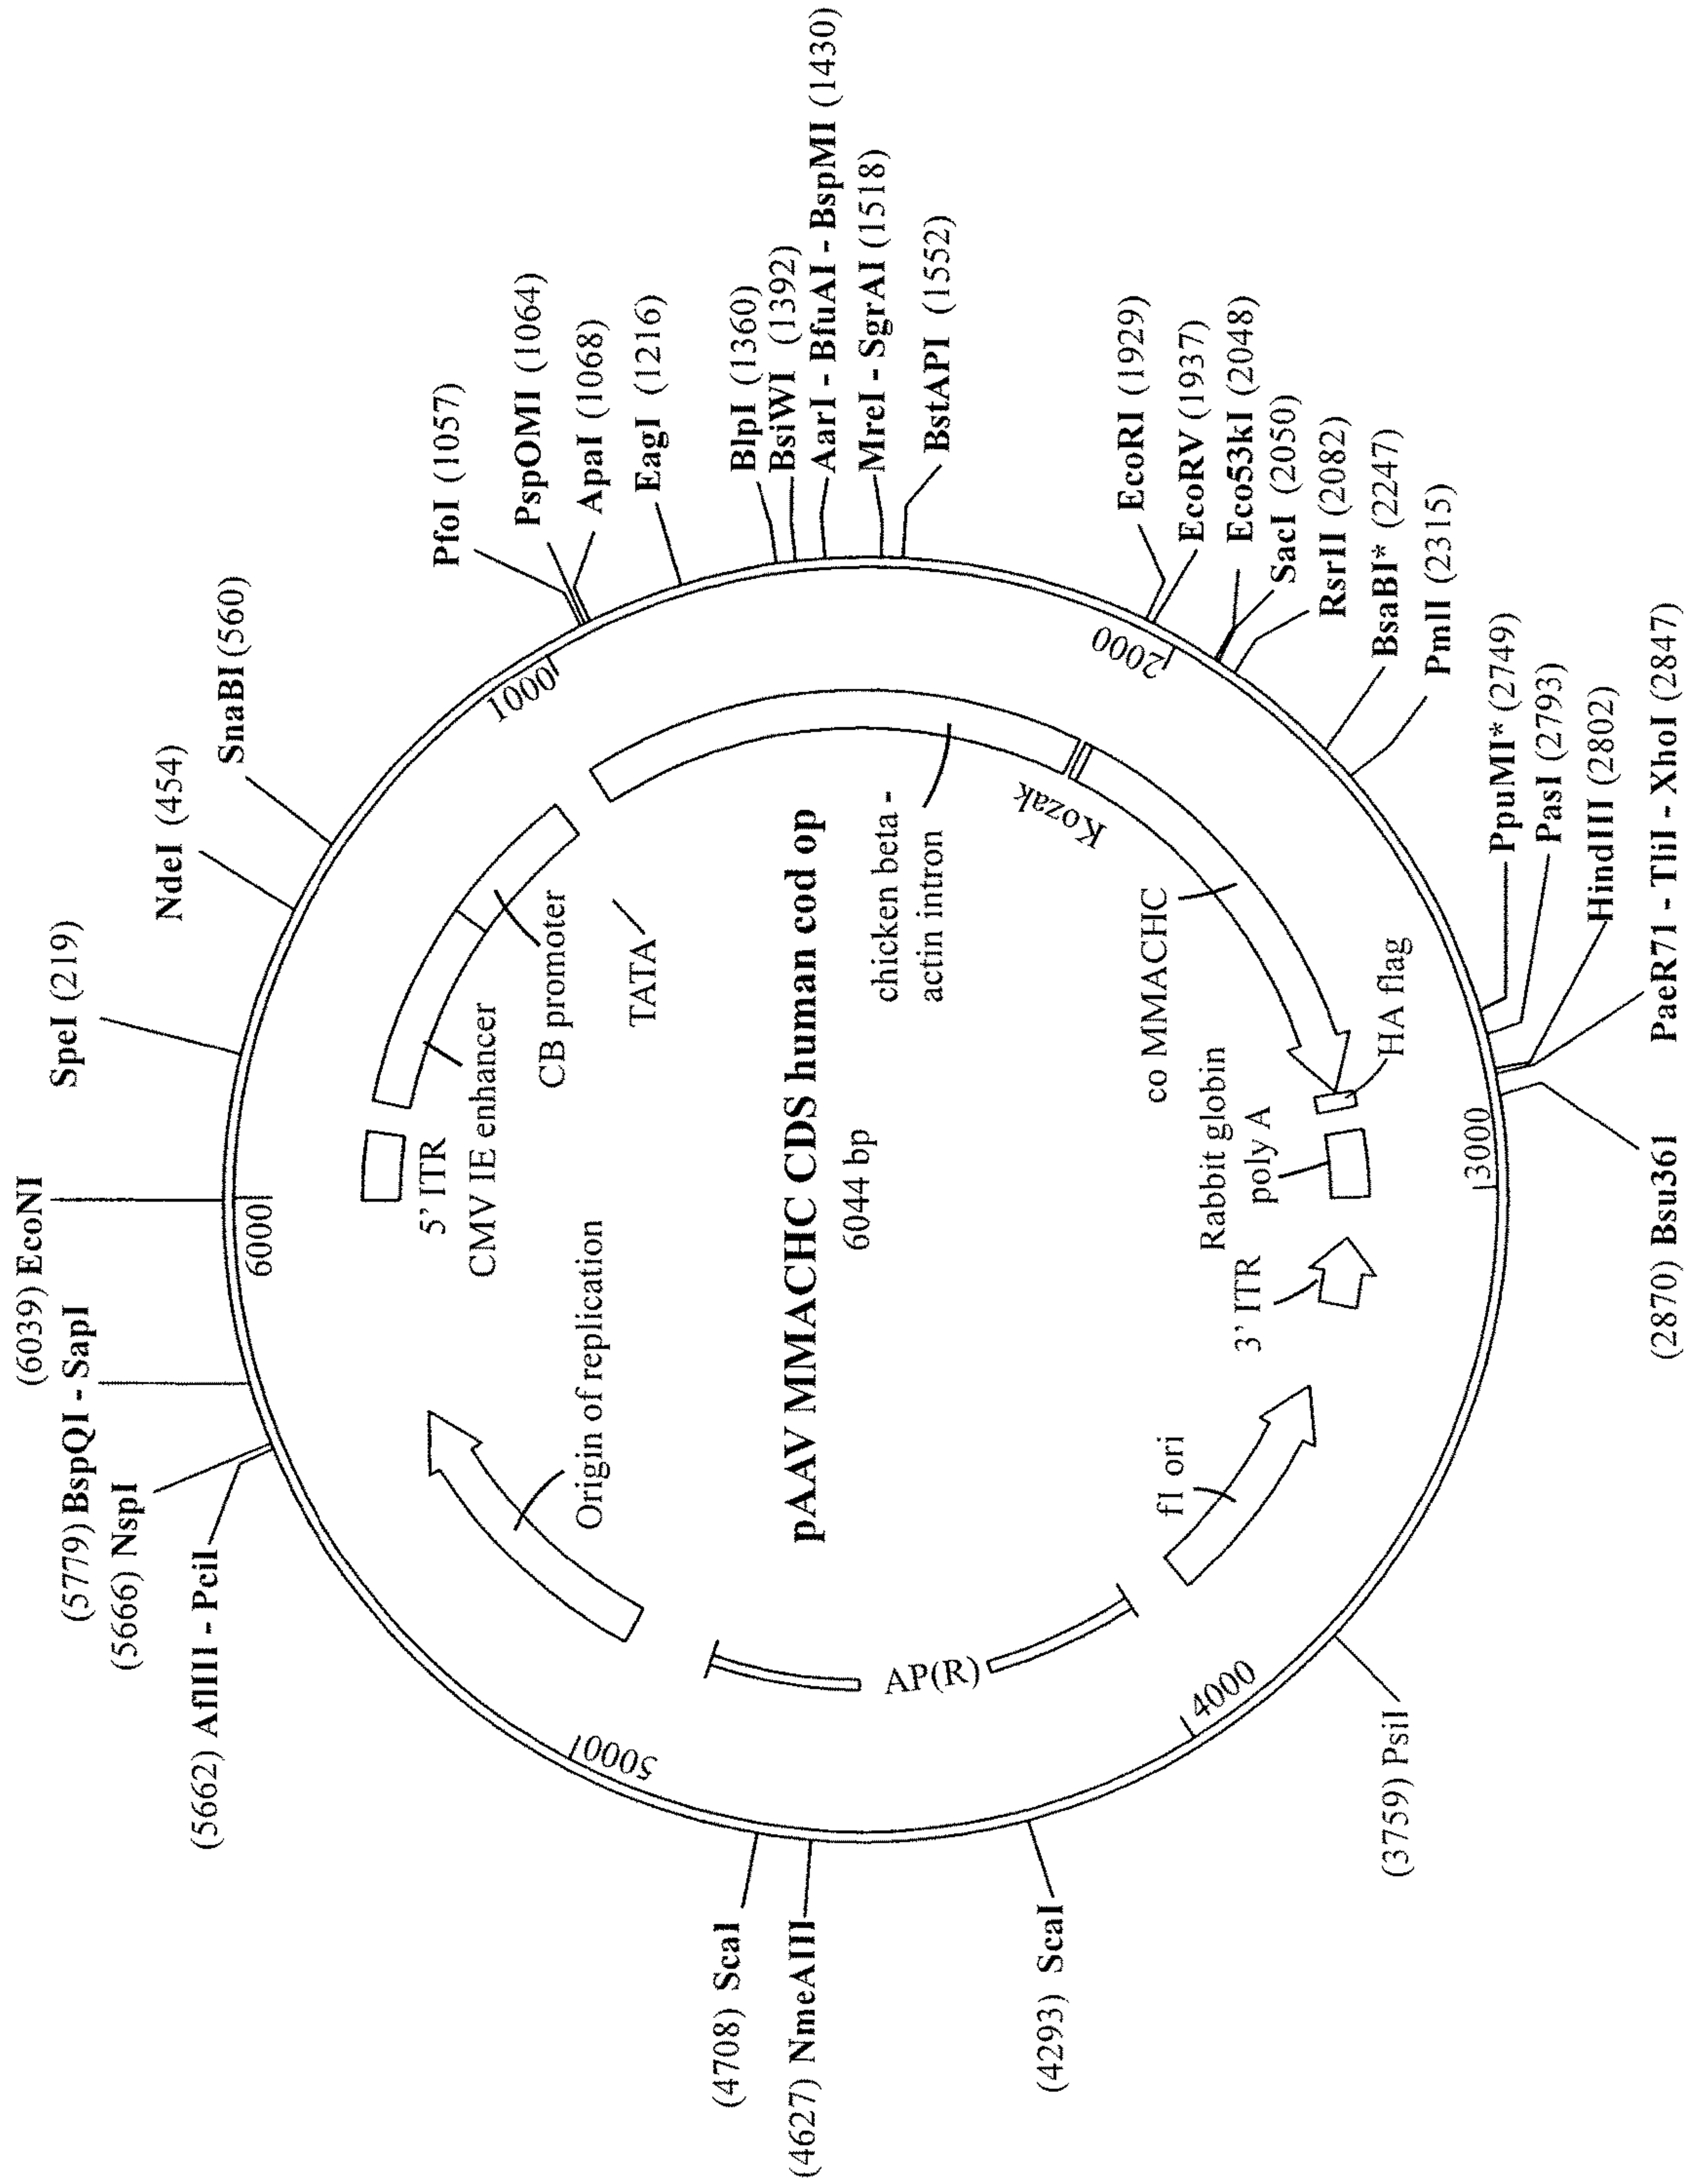 (6039) EcoNI
(5779) BspQI - SapI
(5666) NspI
(5662) AflIII - PciI
SpeI (219)
NdeI (454)
SnaBI (560)
PfoI (1057)
PspOMI (1064)
ApaI (1068)
EagI (1216)
BlpI (1360)
BsiWI (1392)
AarI - BfuAI - BspMI (1430)
MreI - SgrAI (1518)
BstAPI (1552)
EcoRI (1929)
EcoRV (1937)
Eco53kI (2048)
SacI (2050)
RsrII (2082)
BsaBI* (2247)
PmlI (2315)
PpuMI* (2749)
PasI (2793)
HindIII (2802)
PaeR71 - TliI - XhoI (2847)
(2870) Bsu361
(3759) PsiI
(4293) ScaI
(4627) NmeAIII
(4708) ScaI
6000
1000
2000
3000
4000
5000
5' ITR
CMV IE enhancer
CB promoter
TATA
chicken beta -
actin intron
Kozak
co MMACHC
HA flag
Rabbit globin
poly A
3' ITR
fI ori
AP(R)
Origin of replication
pAAV MMACHC CDS human cod op
6044 bp